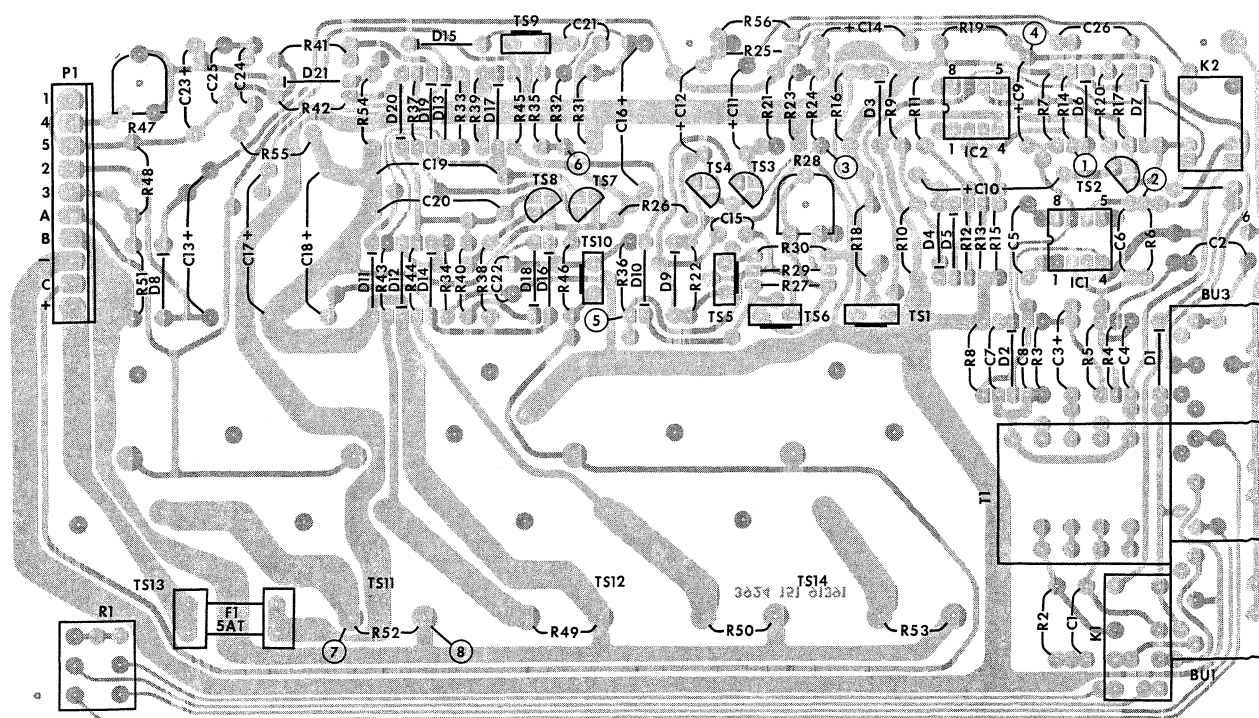 P1
1
4
5
2
3
A
B
–
C
+
R47
R48
R51
D8
C23+
C25
C24
C13+
R41
D21
R42
R55
C17+
C18+
D15
TS9
C21
R54
D20
R37
D19
D13
R33
R39
D17
R45
R35
R32
R31
C16+
6
C19
C20
TS8
TS7
D11
R43
D12
R44
D14
R34
R40
R38
C22
D18
D16
R46
TS10
R36
D10
5
R26
R56
R25
+C12
+C11
R21
R23
R24
R16
+C14
D3
R9
R11
TS4
TS3
R28
3
C15
D9
R22
R30
R29
R27
TS5
TS6
TS1
R18
R10
R19
4
C26
8
5
1
4
IC2
+C9
R7
R14
D6
R20
R17
D7
K2
1
TS2
2
+C10
D4
D5
R12
R13
R15
C5
8
5
1
4
IC1
C6
R6
6
C2
BU3
R8
C7
D2
C8
R3
C3+
R5
R4
C4
D1
T1
TS13
TS11
TS12
TS14
3924 151 91391
R1
F1
5AT
R52
7
8
R49
R50
R53
R2
C1
K1
BU1